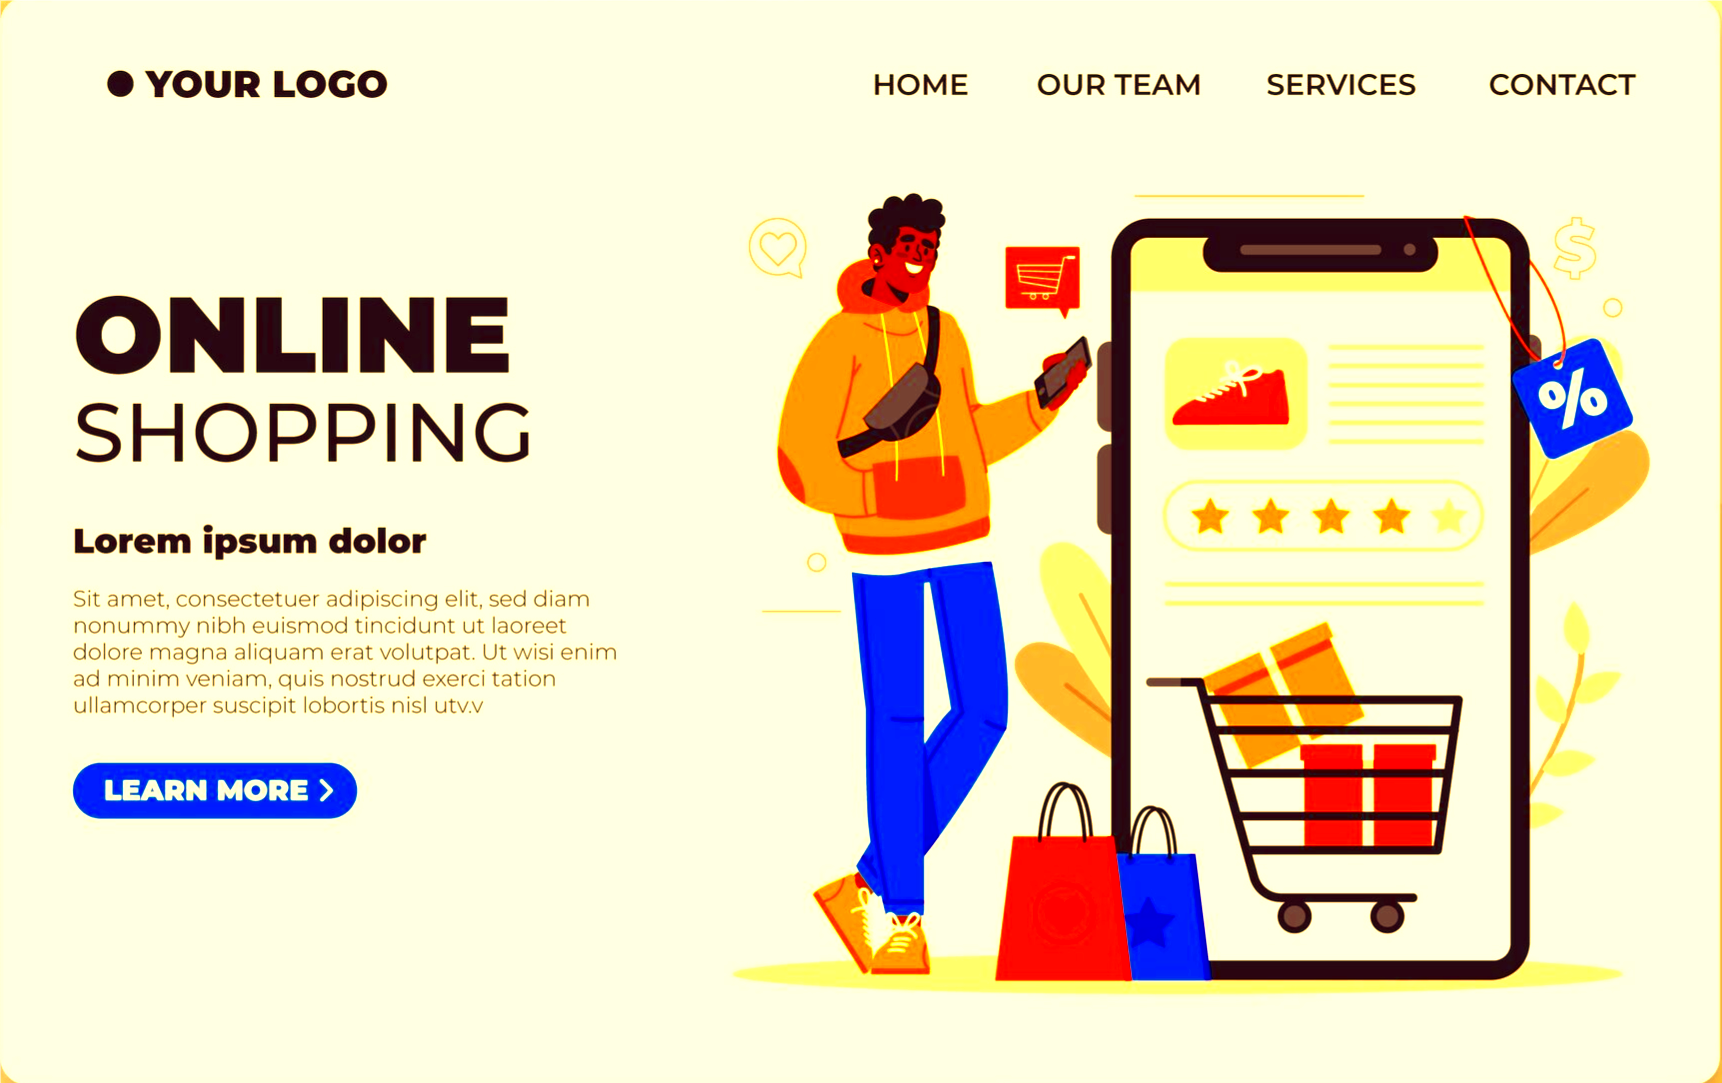 YOUR LOGO
HOME OUR TEAM SERVICES CONTACT
ONLINE
SHOPPING
Lorem ipsum dolor
Sit amet, consectetuer adipiscing elit, sed diam
nonummy nibh euismod tincidunt ut laoreet
dolore magna aliquam erat volutpat. Ut wisi enim
ad minim veniam, quis nostrud exerci tation
ullamcorper suscipit lobortis nisl utv.v
LEARN MORE >
$
%